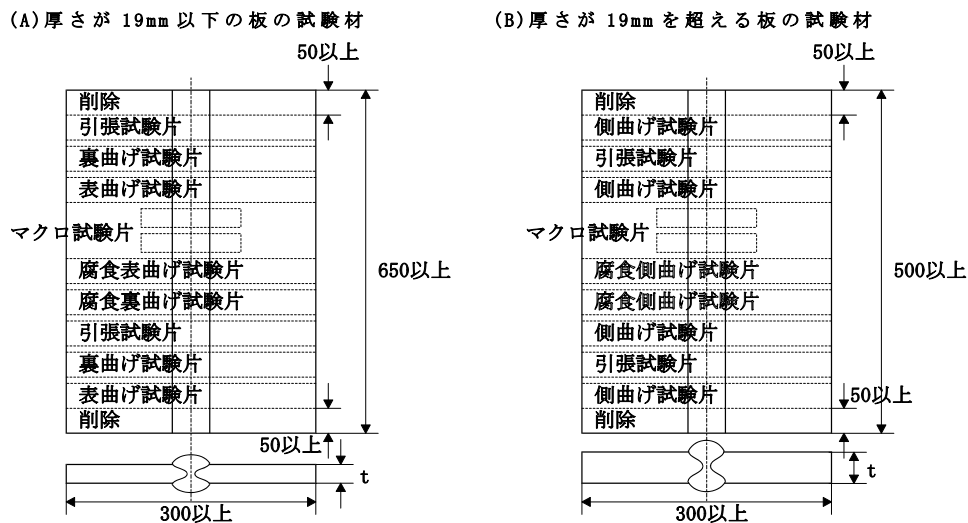 (A)厚さが 19mm 以下の板の試験材
50以上
削除
引張試験片
裏曲げ試験片
表曲げ試験片
マクロ試験片
腐食表曲げ試験片
腐食裏曲げ試験片
引張試験片
裏曲げ試験片
表曲げ試験片
削除
650以上
50以上
t
300以上
(B)厚さが 19mm を超える板の試験材
50以上
削除
側曲げ試験片
引張試験片
側曲げ試験片
マクロ試験片
腐食側曲げ試験片
腐食側曲げ試験片
側曲げ試験片
引張試験片
側曲げ試験片
削除
500以上
50以上
t
300以上